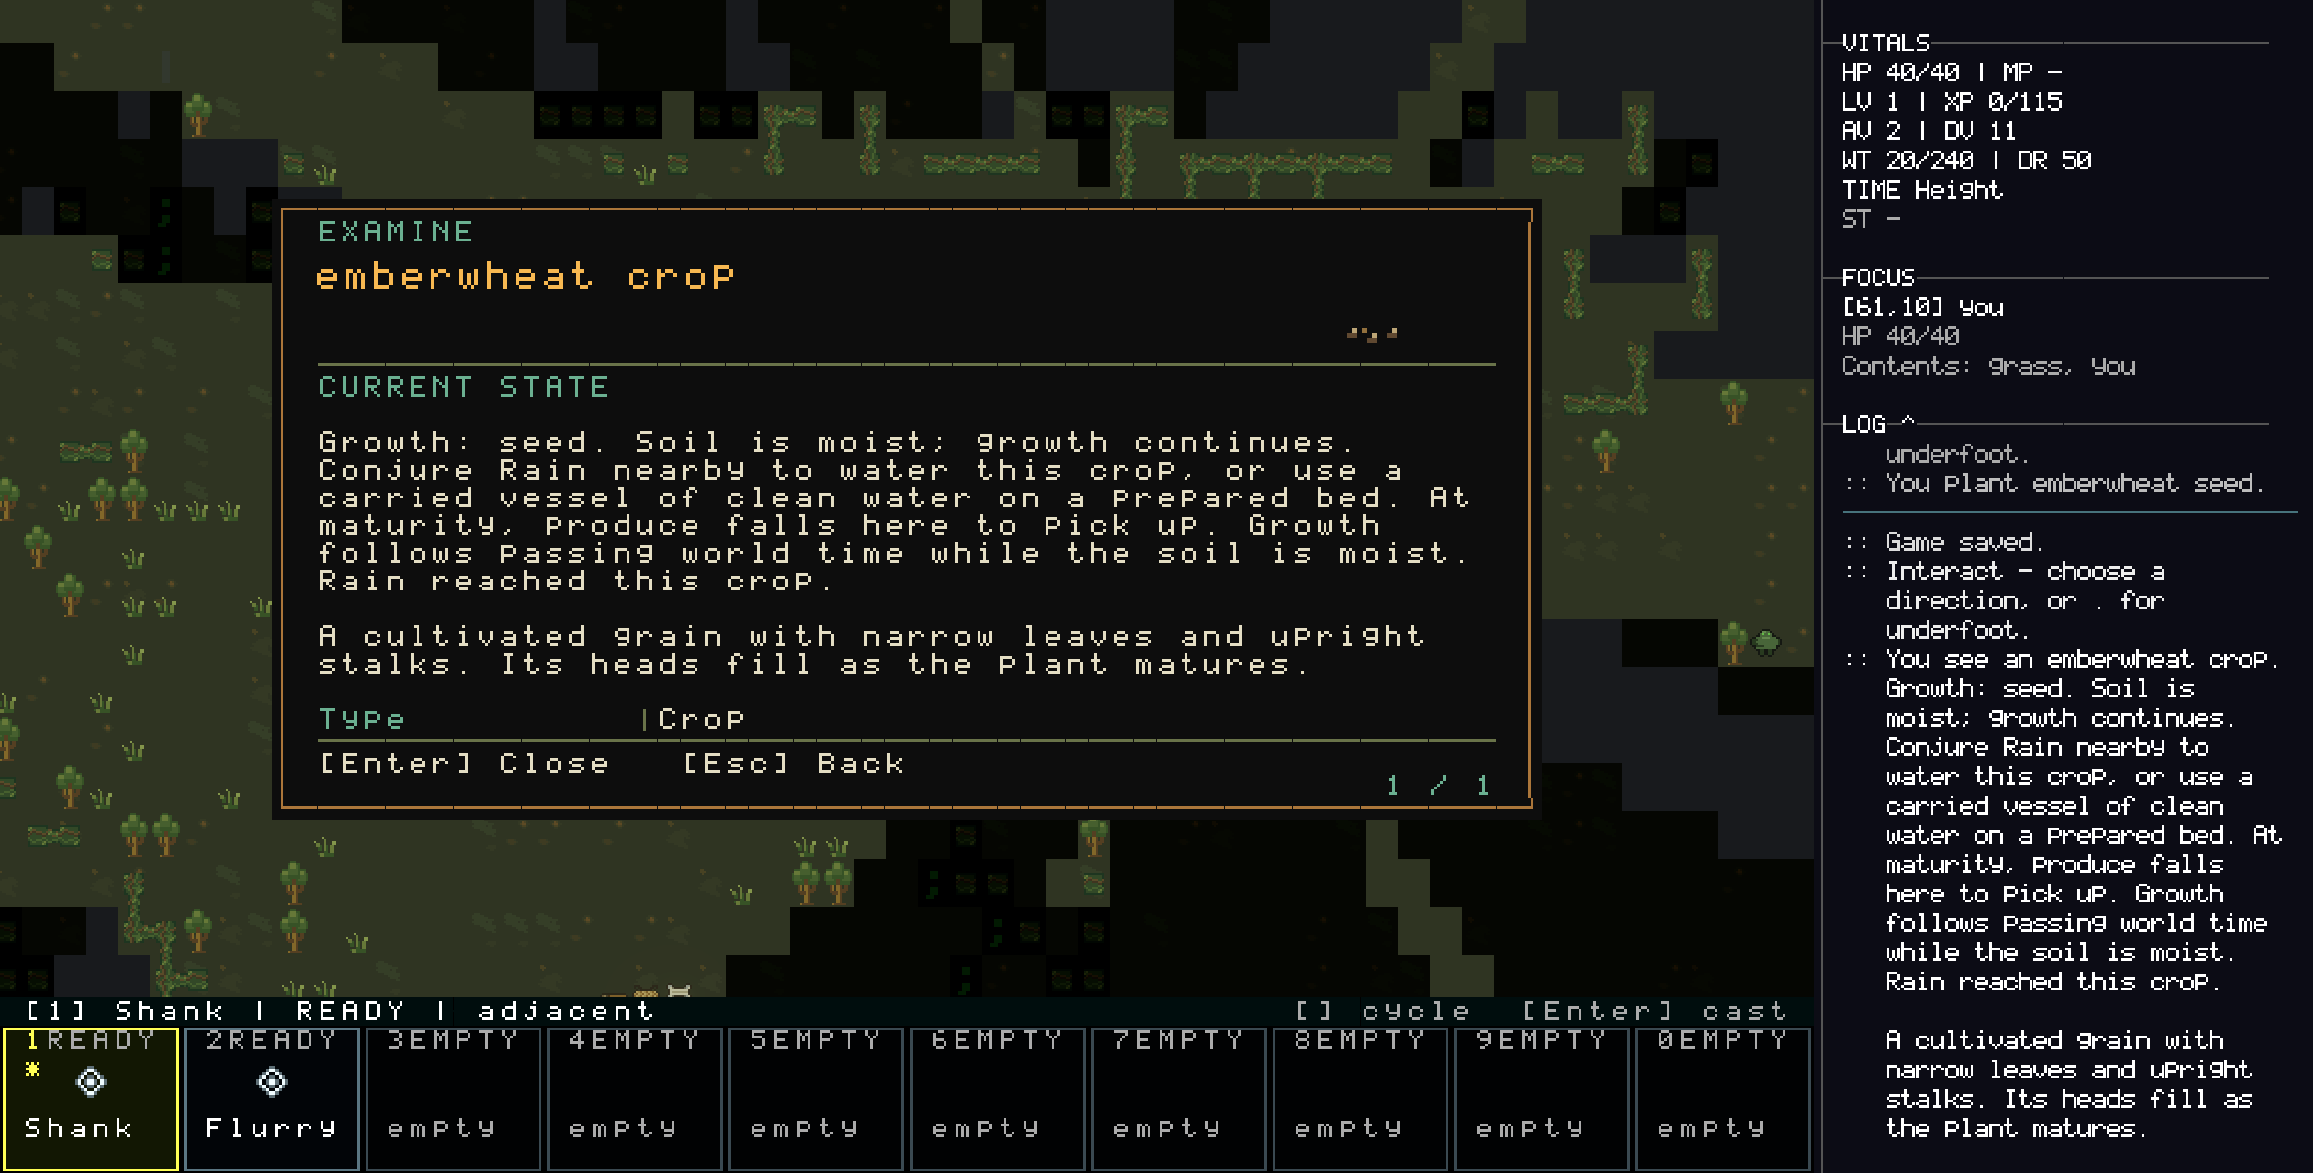 EXAMINE
emberwheat crop
CURRENT STATE
Growth: seed. Soil is moist; growth continues.
Conjure Rain nearby to water this crop, or use a
carried vessel of clean water on a prepared bed. At
maturity, produce falls here to pick up. Growth
follows passing world time while the soil is moist.
Rain reached this crop.
A cultivated grain with narrow leaves and upright
stalks. Its heads fill as the plant matures.
Type | Crop
[Enter] Close [Esc] Back
1 / 1
VITALS
HP 40/40 | MP -
LV 1 | XP 0/115
AV 2 | DV 11
WT 20/240 | DR 50
TIME Height
ST -
FOCUS
[61,10] You
HP 40/40
Contents: grass, You
LOG ^
underfoot.
:: You plant emberwheat seed.
:: Game saved.
:: Interact - choose a
direction, or . for
underfoot.
:: You see an emberwheat crop.
Growth: seed. Soil is
moist; growth continues.
Conjure Rain nearby to
water this crop, or use a
carried vessel of clean
water on a prepared bed. At
maturity, produce falls
here to pick up. Growth
follows passing world time
while the soil is moist.
Rain reached this crop.
A cultivated grain with
narrow leaves and upright
stalks. Its heads fill as
the plant matures.
[1] Shank | READY | adjacent
[] cycle [Enter] cast
1READY 2READY 3EMPTY 4EMPTY 5EMPTY 6EMPTY 7EMPTY 8EMPTY 9EMPTY 0EMPTY
*
Shank Flurry empty empty empty empty empty empty empty empty